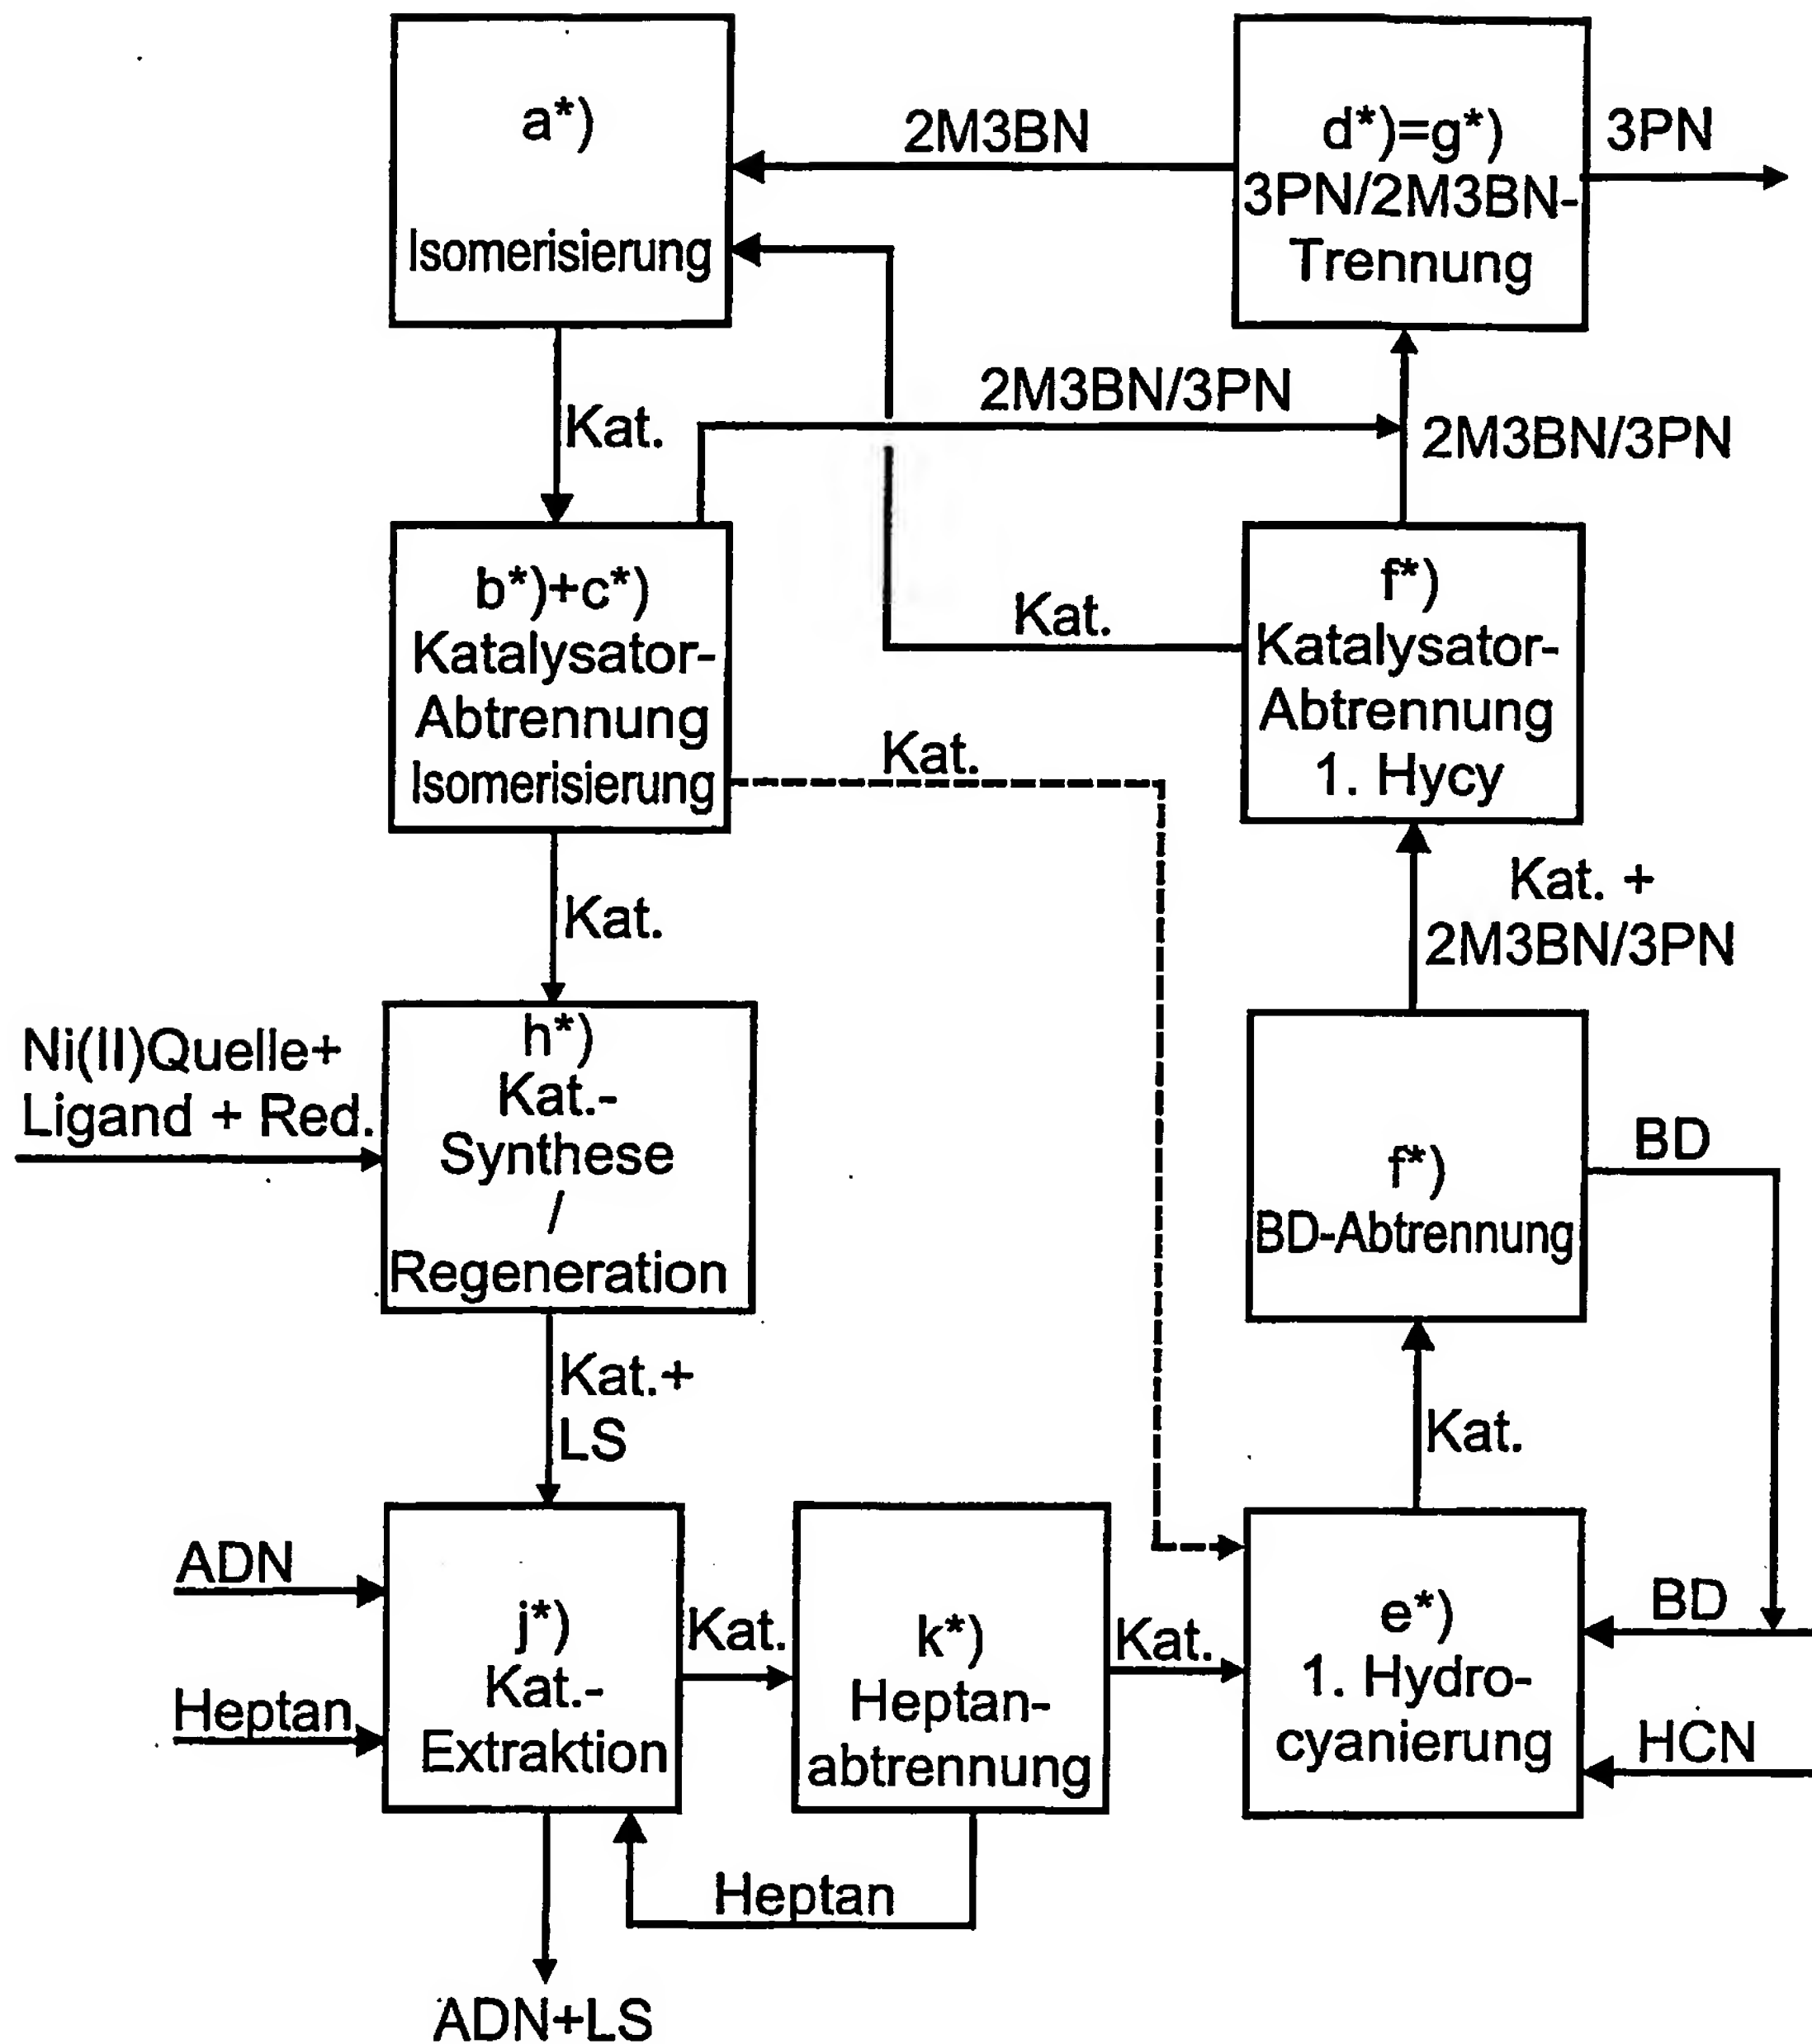 a*)
Isomerisierung
2M3BN
d*)=g*)
3PN/2M3BN-
Trennung
3PN
Kat.
2M3BN/3PN
2M3BN/3PN
b*)+c*)
Katalysator-
Abtrennung
Isomerisierung
Kat.
Kat.
f*)
Katalysator-
Abtrennung
1. Hycy
Kat.
Kat. +
2M3BN/3PN
Ni(II)Quelle+
Ligand + Red.
h*)
Kat.-
Synthese
/
Regeneration
f*)
BD-Abtrennung
BD
Kat.+
LS
Kat.
ADN
Heptan
j*)
Kat.-
Extraktion
Kat.
k*)
Heptan-
abtrennung
Kat.
e*)
1. Hydro-
cyanierung
BD
HCN
Heptan
ADN+LS